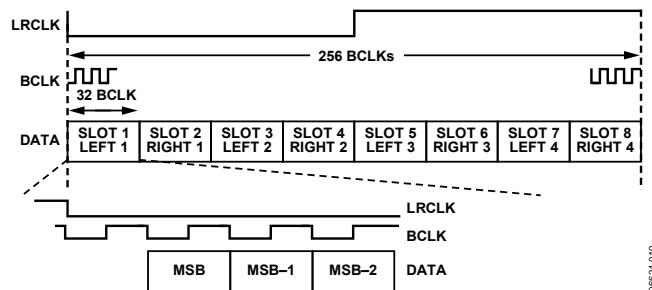 LRCLK
256 BCLKs
BCLK
32 BCLK
DATA
SLOT 1 LEFT 1
SLOT 2 RIGHT 1
SLOT 3 LEFT 2
SLOT 4 RIGHT 2
SLOT 5 LEFT 3
SLOT 6 RIGHT 3
SLOT 7 LEFT 4
SLOT 8 RIGHT 4
LRCLK
BCLK
MSB
MSB–1
MSB–2
DATA